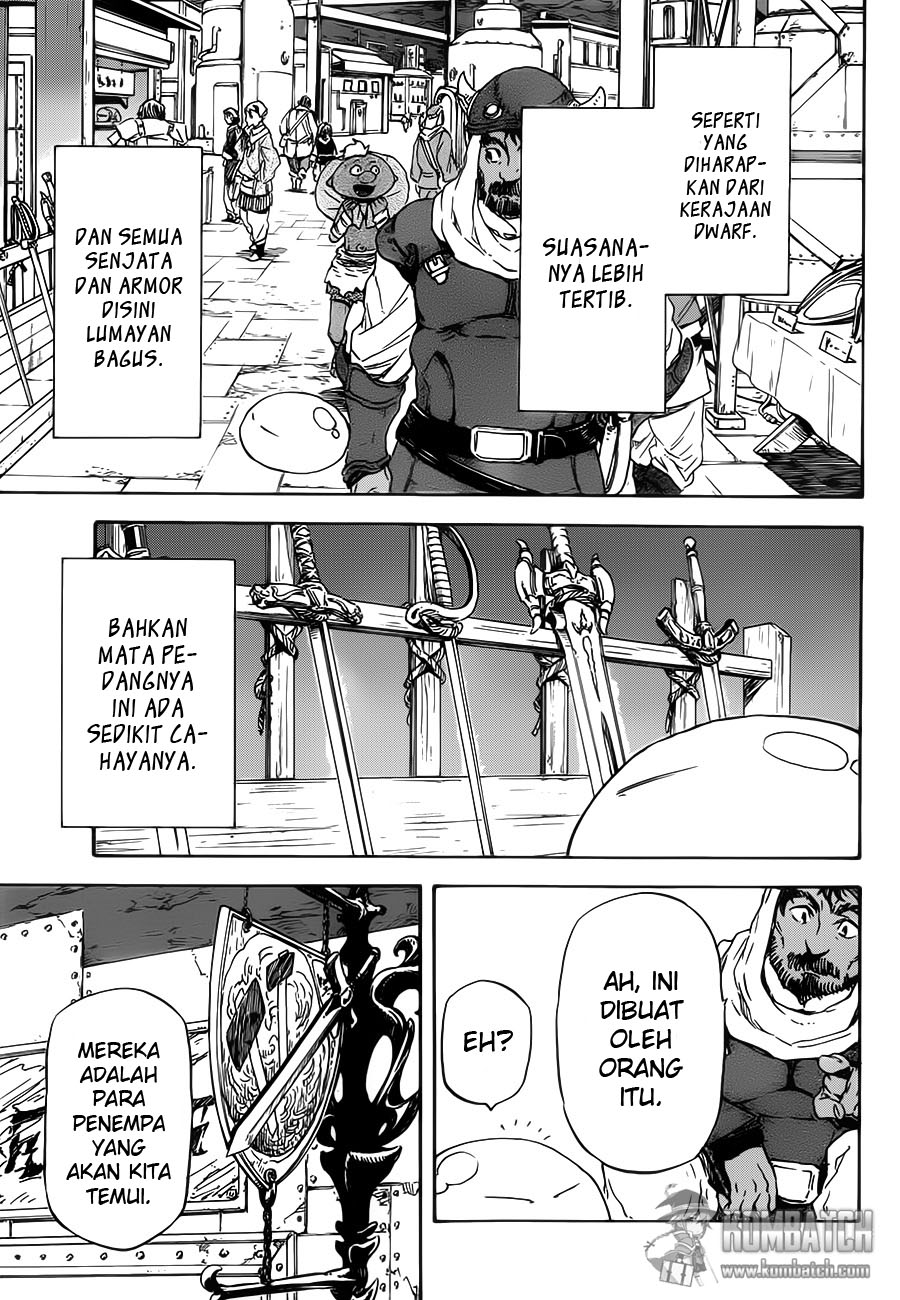 SEPERTI
YANG
DIHARAP-
KAN DARI
KERAJAAN
DWARF.
SUASANA-
NYA LEBIH
TERTIB.
DAN SEMUA
SENJATA
DAN ARMOR
DISINI
LUMAYAN
BAGUS.
BAHKAN
MATA PE-
DANGNYA
INI ADA
SEDIKIT CA-
HAYANYA.
AH, INI
DIBUAT
OLEH
ORANG
ITU.
EH?
MEREKA
ADALAH
PARA
PENEMPA
YANG
AKAN KITA
TEMUI.
KOMBATCH
www.kombatch.com